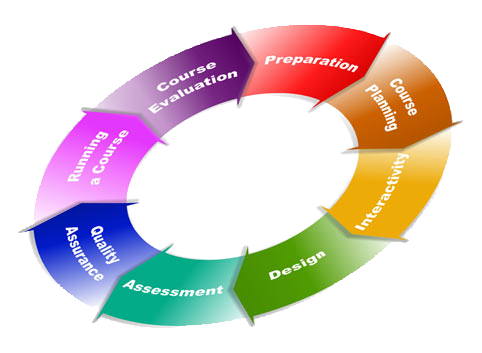 Preparation
Course
Planning
Interactivity
Design
Assessment
Quality
Assurance
Running
a Course
Course
Evaluation